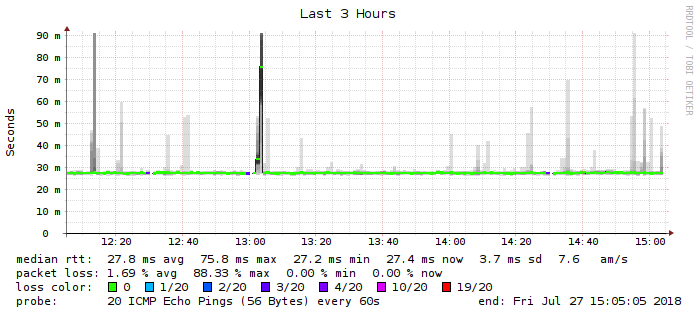 Last 3 Hours
RRDTOOL / TOBI OETIKER
Seconds
90 m
80 m
70 m
60 m
50 m
40 m
30 m
20 m
10 m
0
12:20 12:40 13:00 13:20 13:40 14:00 14:20 14:40 15:00
median rtt: 27.8 ms avg 75.8 ms max 27.2 ms min 27.4 ms now 3.7 ms sd 7.6 am/s
packet loss: 1.69 % avg 88.33 % max 0.00 % min 0.00 % now
loss color: 0 1/20 2/20 3/20 4/20 10/20 19/20
probe: 20 ICMP Echo Pings (56 Bytes) every 60s end: Fri Jul 27 15:05:05 2018